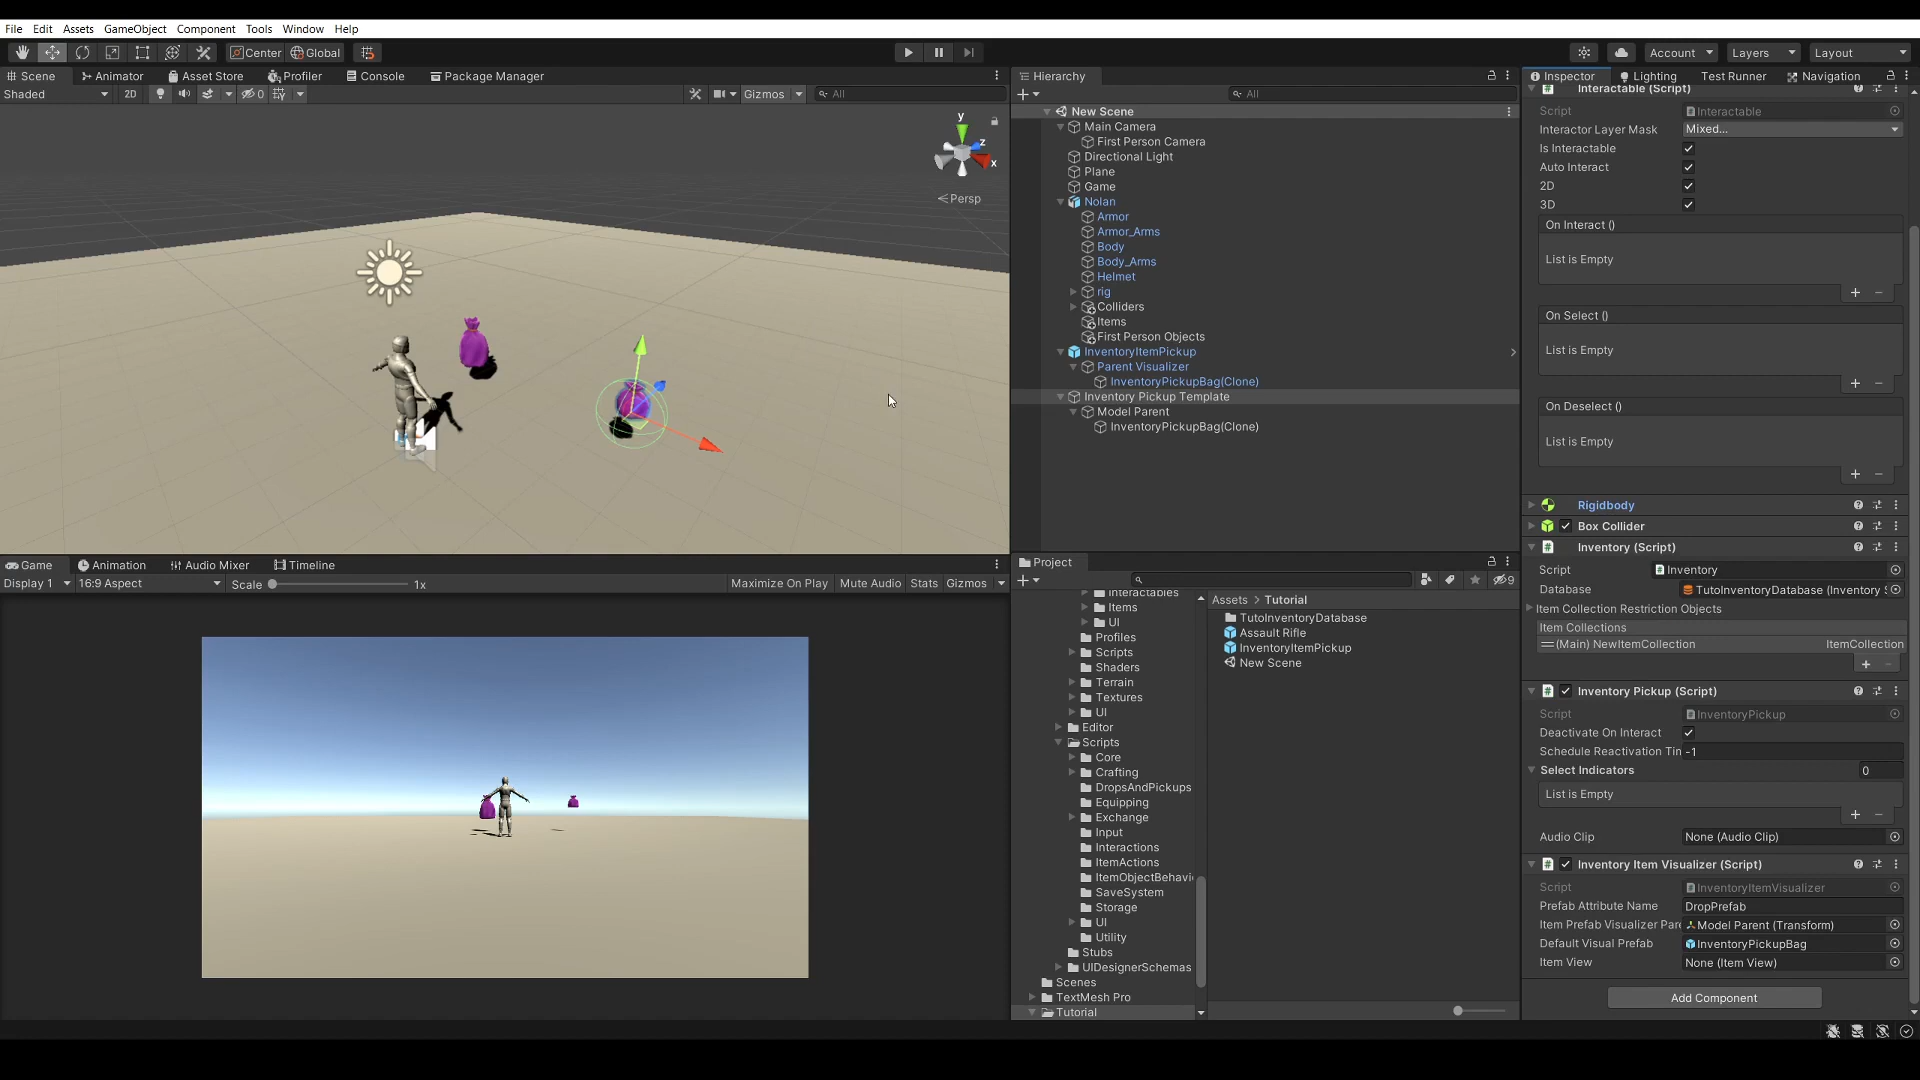 File Edit Assets GameObject Component Tools Window Help
Center Global Account Layers Layout
Scene Animator Asset Store Profiler Console Package Manager
Shaded 2D 0 Gizmos All
y
z
x
Persp
Game Animation Audio Mixer Timeline
Display 1 16:9 Aspect Scale 1x Maximize On Play Mute Audio Stats Gizmos
Hierarchy
All
New Scene
Main Camera
First Person Camera
Directional Light
Plane
Game
Nolan
Armor
Armor_Arms
Body
Body_Arms
Helmet
rig
Colliders
Items
First Person Objects
InventoryItemPickup
Parent Visualizer
InventoryPickupBag(Clone)
Inventory Pickup Template
Model Parent
InventoryPickupBag(Clone)
Project
9
Interactables
Items
UI
Profiles
Scripts
Shaders
Terrain
Textures
UI
Editor
Scripts
Core
Crafting
DropsAndPickups
Equipping
Exchange
Input
Interactions
ItemActions
ItemObjectBehavi
SaveSystem
Storage
UI
Utility
Stubs
UIDesignerSchemas
Scenes
TextMesh Pro
Tutorial
Assets > Tutorial
TutoInventoryDatabase
Assault Rifle
InventoryItemPickup
New Scene
Inspector Lighting Test Runner Navigation
Interactable (Script)
Script Interactable
Interactor Layer Mask Mixed...
Is Interactable
Auto Interact
2D
3D
On Interact ()
List is Empty
On Select ()
List is Empty
On Deselect ()
List is Empty
Rigidbody
Box Collider
Inventory (Script)
Script Inventory
Database TutoInventoryDatabase (Inventory
Item Collection Restriction Objects
Item Collections
(Main) NewItemCollection ItemCollection
Inventory Pickup (Script)
Script InventoryPickup
Deactivate On Interact
Schedule Reactivation Tin -1
Select Indicators 0
List is Empty
Audio Clip None (Audio Clip)
Inventory Item Visualizer (Script)
Script InventoryItemVisualizer
Prefab Attribute Name DropPrefab
Item Prefab Visualizer Pare Model Parent (Transform)
Default Visual Prefab InventoryPickupBag
Item View None (Item View)
Add Component